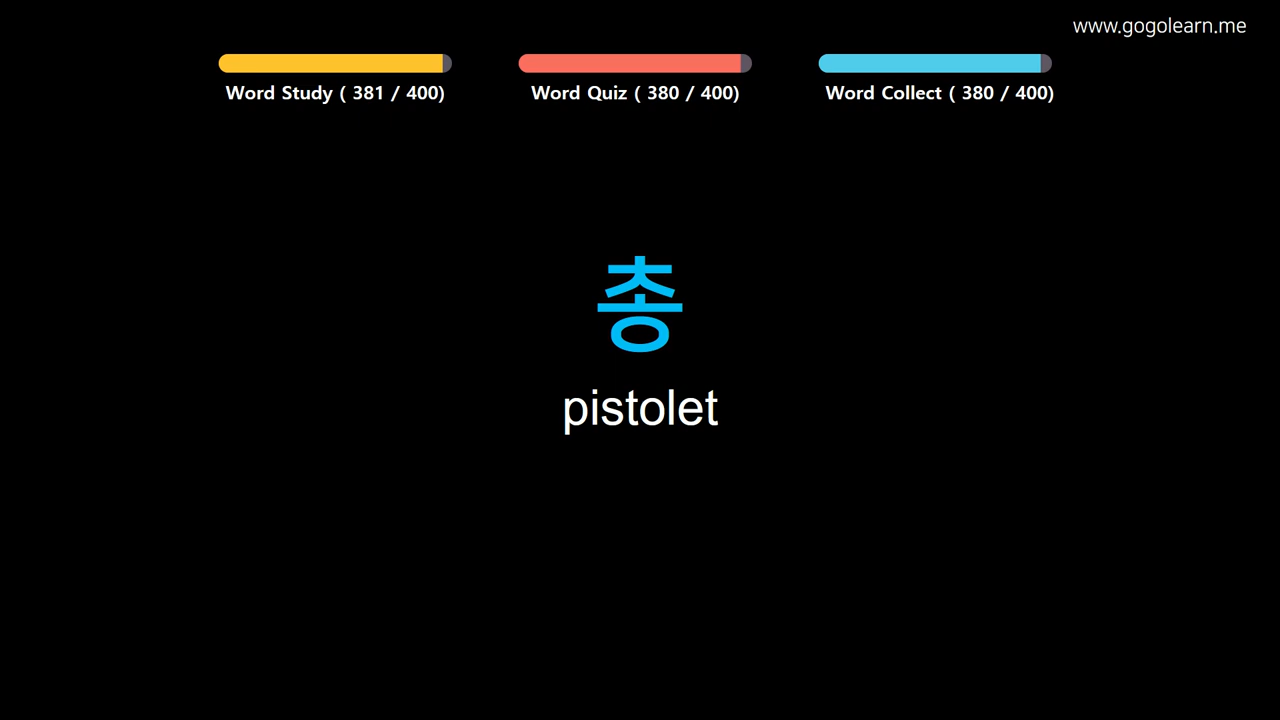 www.gogolearn.me
Word Study ( 381 / 400)
Word Quiz ( 380 / 400)
Word Collect ( 380 / 400)
총
pistolet